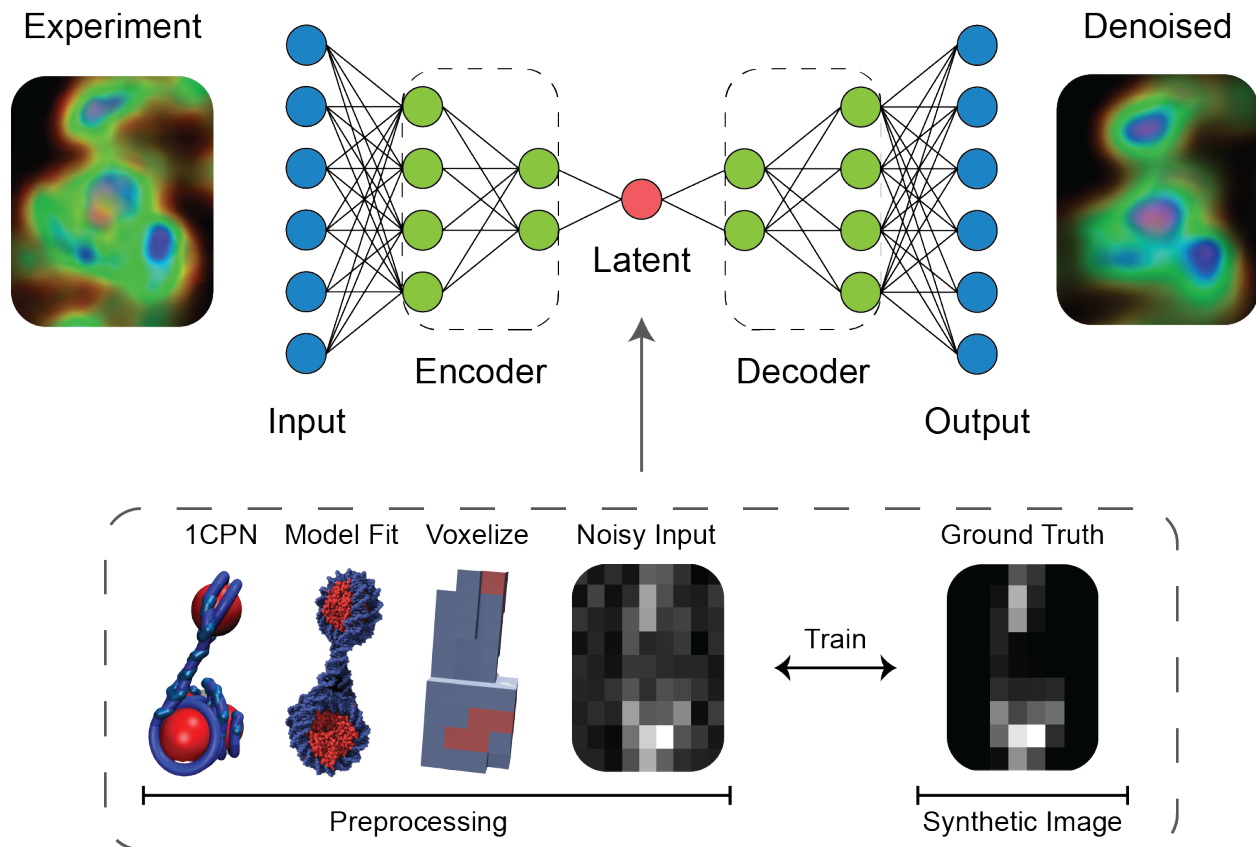 Experiment
Denoised
Latent
Encoder
Decoder
Input
Output
1CPN
Model Fit
Voxelize
Noisy Input
Ground Truth
Train
Preprocessing
Synthetic Image